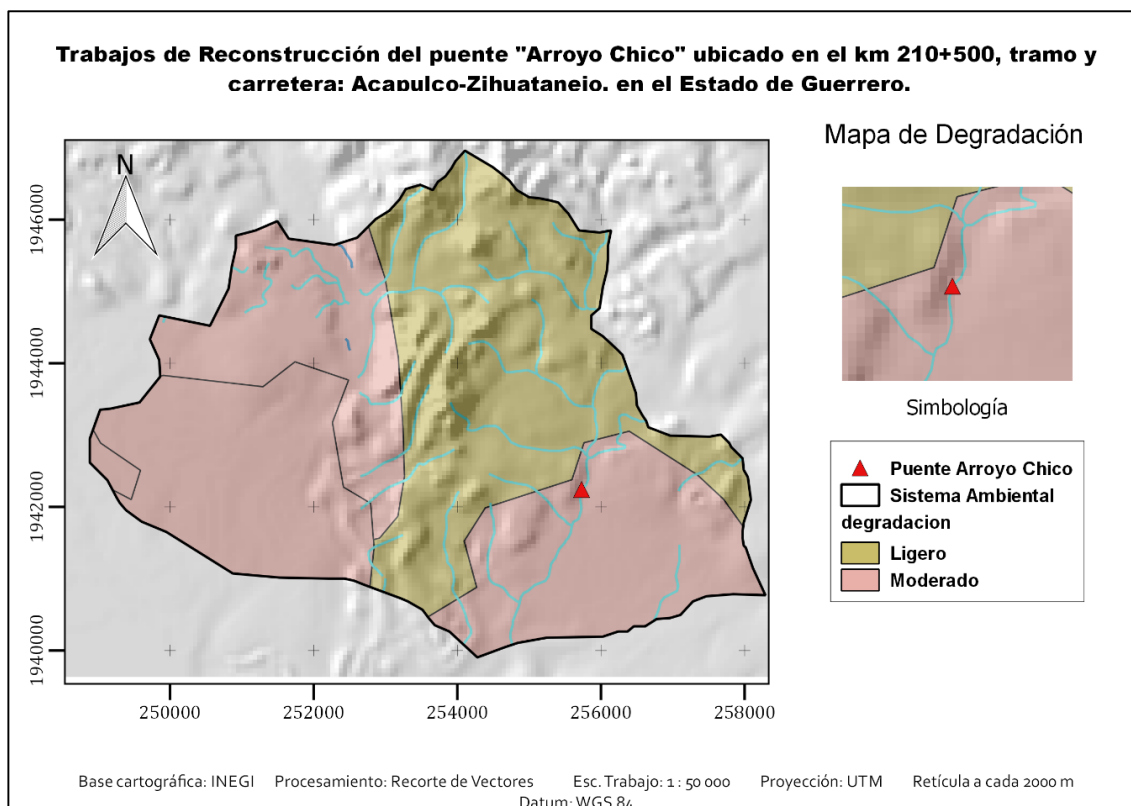 Trabajos de Reconstrucción del puente "Arroyo Chico" ubicado en el km 210+500, tramo y
carretera: Acapulco-Zihuatanejo, en el Estado de Guerrero.
Mapa de Degradación
N
1946000
1944000
1942000
1940000
250000 252000 254000 256000 258000
Simbología
Puente Arroyo Chico
Sistema Ambiental
degradacion
Ligero
Moderado
Base cartográfica: INEGI Procesamiento: Recorte de Vectores Esc. Trabajo: 1 : 50 000 Proyección: UTM Retícula a cada 2000 m
Datum: WGS 84